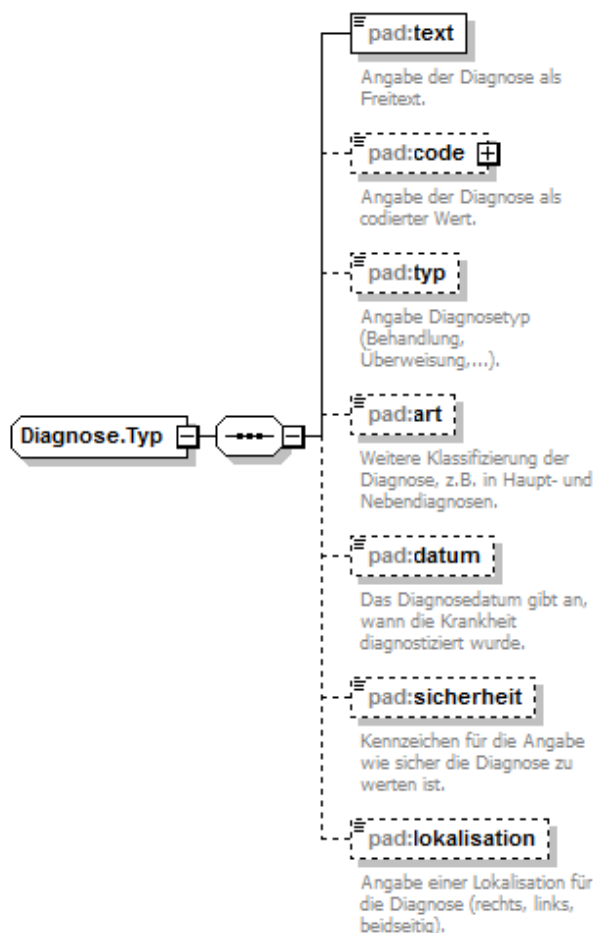 pad:text
Angabe der Diagnose als
Freitext.
pad:code
Angabe der Diagnose als
codierter Wert.
pad:typ
Angabe Diagnosetyp
(Behandlung,
Überweisung,...).
Diagnose.Typ
pad:art
Weitere Klassifizierung der
Diagnose, z.B. in Haupt- und
Nebendiagnosen.
pad:datum
Das Diagnosedatum gibt an,
wann die Krankheit
diagnostiziert wurde.
pad:sicherheit
Kennzeichen für die Angabe
wie sicher die Diagnose zu
werten ist.
pad:lokalisation
Angabe einer Lokalisation für
die Diagnose (rechts, links,
beidseitig).